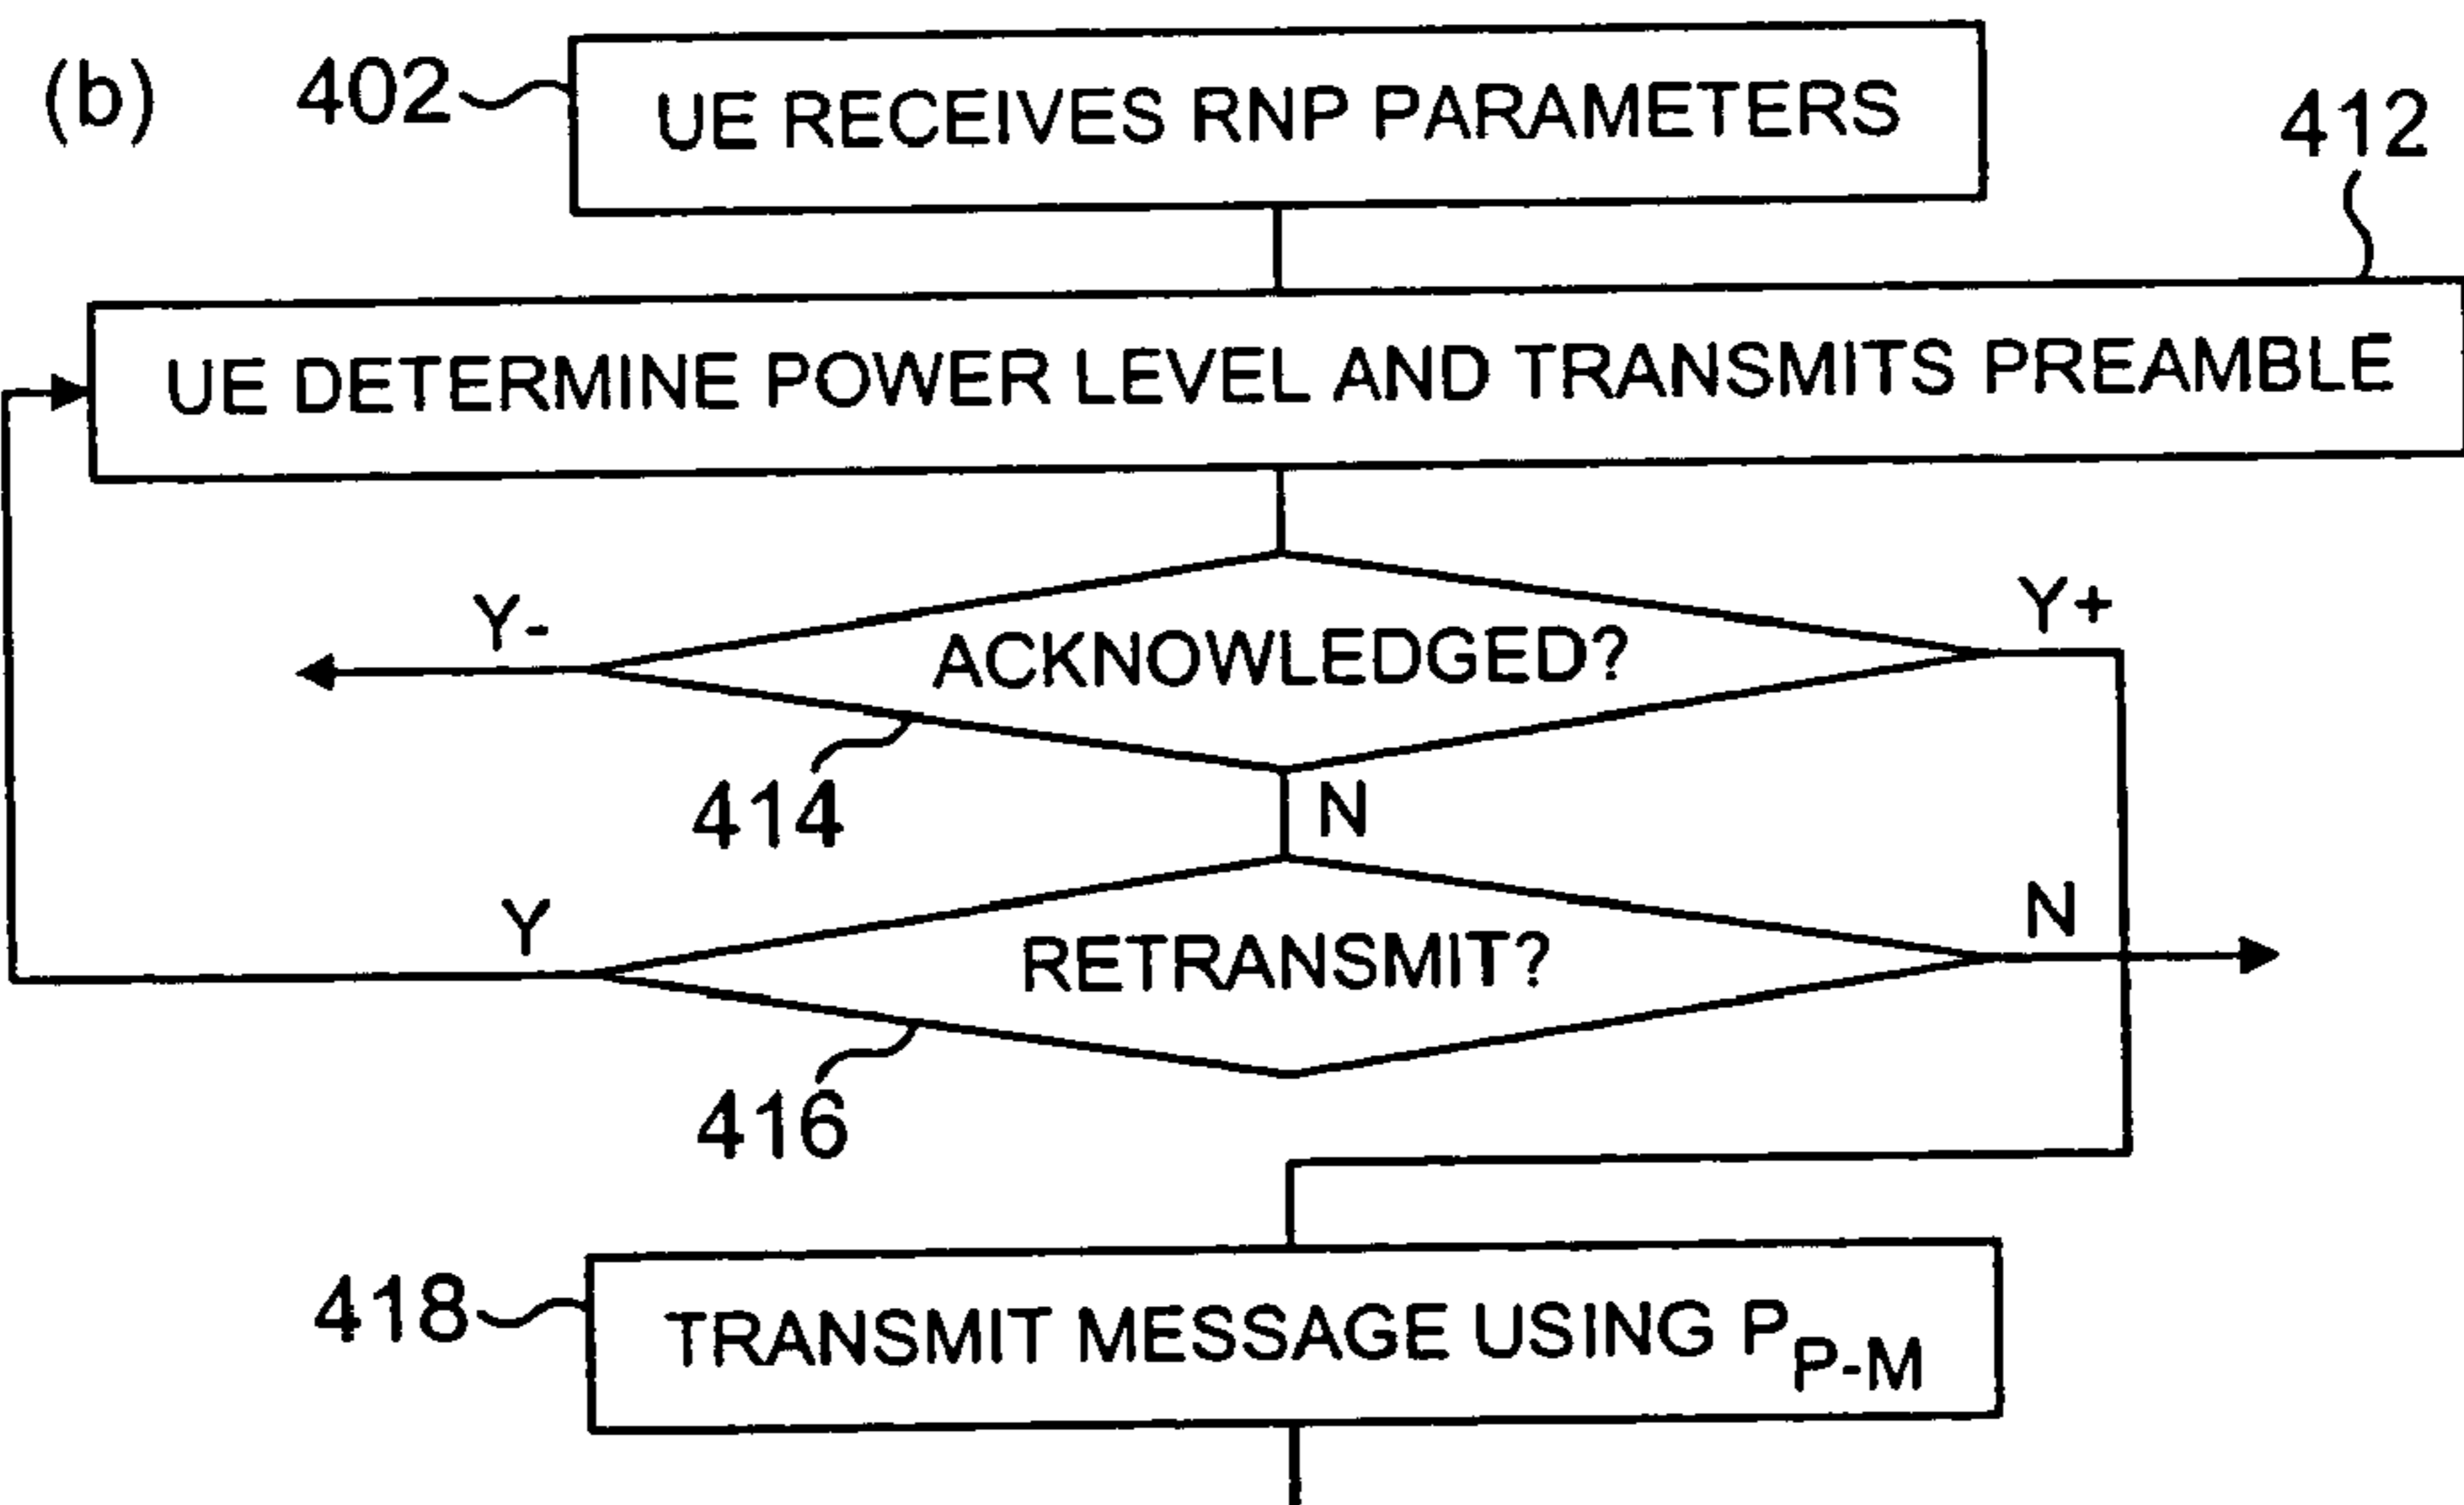 (b)
402
UE RECEIVES RNP PARAMETERS
412
UE DETERMINE POWER LEVEL AND TRANSMITS PREAMBLE
Y-
ACKNOWLEDGED?
Y+
414
N
Y
RETRANSMIT?
N
416
418
TRANSMIT MESSAGE USING P P-M